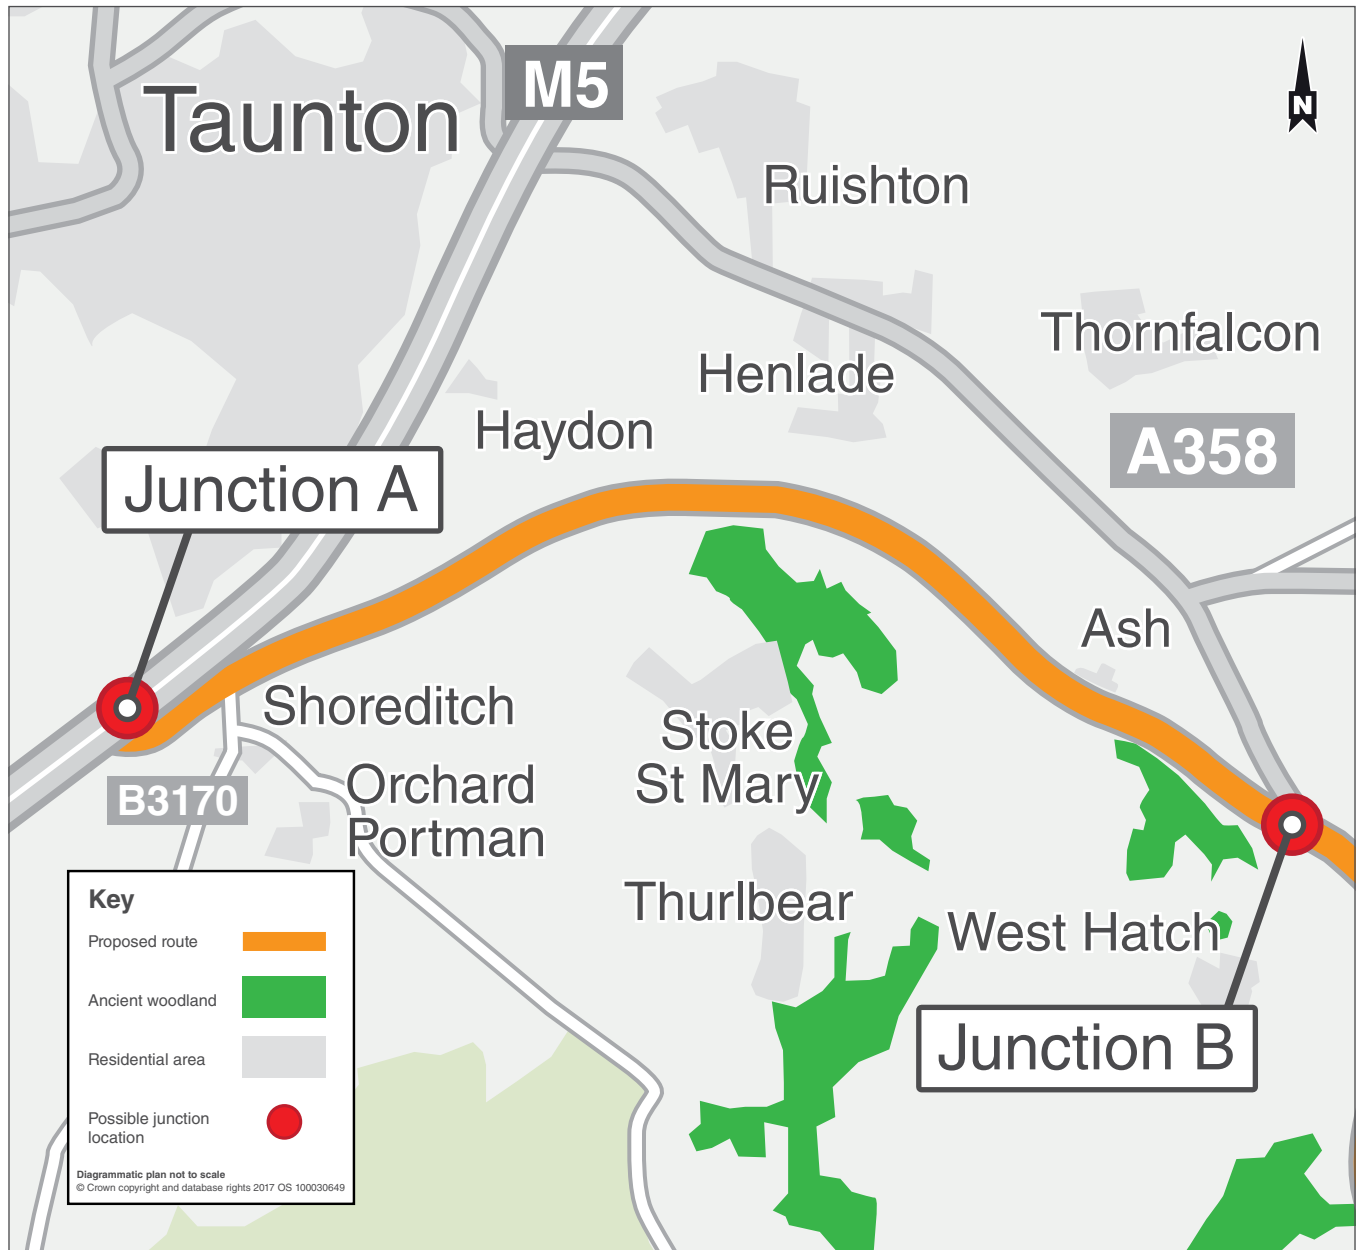 M5
Taunton
N
Ruishton
Thornfalcon
Henlade
Haydon
A358
Junction A
Ash
Shoreditch
Stoke
St Mary
Orchard
Portman
B3170
Thurlbear
West Hatch
Junction B
Key
Proposed route
Ancient woodland
Residential area
Possible junction
location
Diagrammatic plan not to scale
© Crown copyright and database rights 2017 OS 100030649